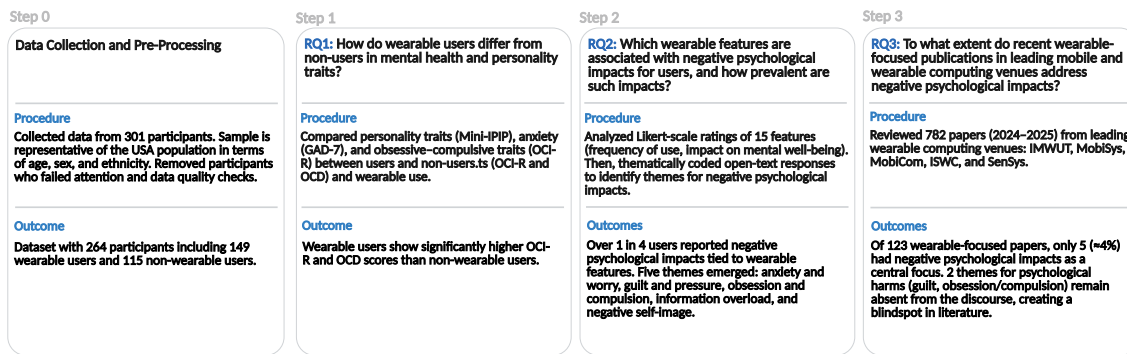 Step 0
Data Collection and Pre-Processing
Procedure
Collected data from 301 participants. Sample is
representative of the USA population in terms
of age, sex, and ethnicity. Removed participants
who failed attention and data quality checks.
Outcome
Dataset with 264 participants including 149
wearable users and 115 non-wearable users.
Step 1
RQ1: How do wearable users differ from
non-users in mental health and personality
traits?
Procedure
Compared personality traits (Mini-IPIP), anxiety
(GAD-7), and obsessive–compulsive traits (OCI-
R) between users and non-users.ts (OCI-R and
OCD) and wearable use.
Outcome
Wearable users show significantly higher OCI-
R and OCD scores than non-wearable users.
Step 2
RQ2: Which wearable features are
associated with negative psychological
impacts for users, and how prevalent are
such impacts?
Procedure
Analyzed Likert-scale ratings of 15 features
(frequency of use, impact on mental well-being).
Then, thematically coded open-text responses
to identify themes for negative psychological
impacts.
Outcomes
Over 1 in 4 users reported negative
psychological impacts tied to wearable
features. Five themes emerged: anxiety and
worry, guilt and pressure, obsession and
compulsion, information overload, and
negative self-image.
Step 3
RQ3: To what extent do recent wearable-
focused publications in leading mobile and
wearable computing venues address
negative psychological impacts?
Procedure
Reviewed 782 papers (2024–2025) from leading
wearable computing venues: IMWUT, MobiSys,
MobiCom, ISWC, and SenSys.
Outcomes
Of 123 wearable-focused papers, only 5 (≈4%)
had negative psychological impacts as a
central focus. 2 themes for psychological
harms (guilt, obsession/compulsion) remain
absent from the discourse, creating a
blindspot in literature.